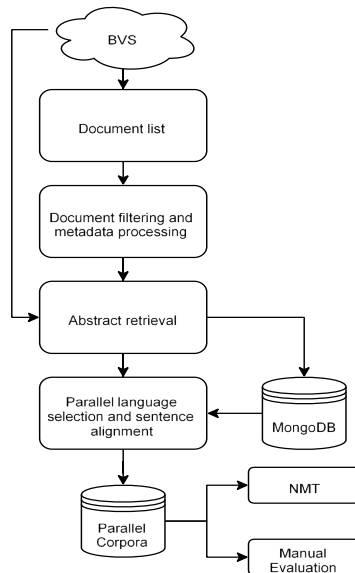 BVS
Document list
Document filtering and
metadata processing
Abstract retrieval
Parallel language
selection and sentence
alignment
MongoDB
Parallel
Corpora
NMT
Manual
Evaluation